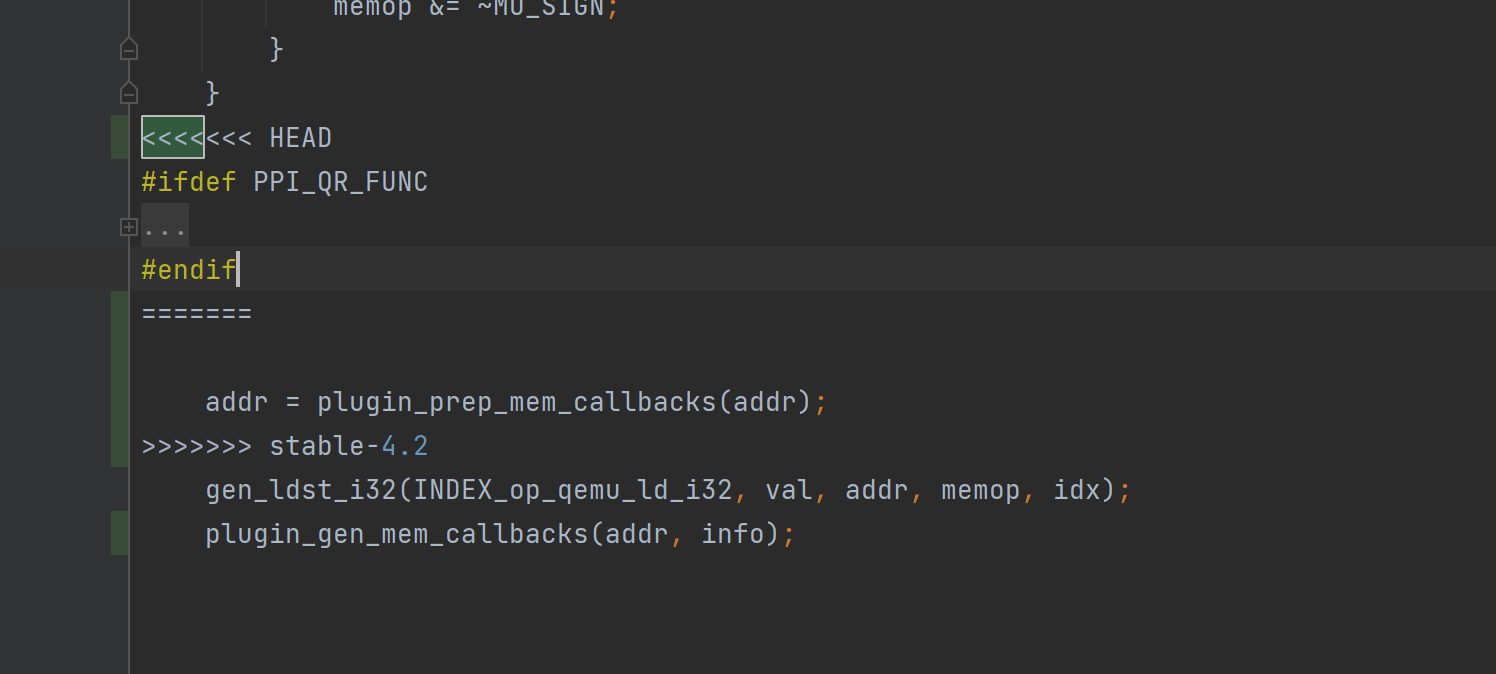 memop &= ~MO_SIGN;
}
}
<<<<<<< HEAD
#ifdef PPI_QR_FUNC
...
#endif
=======
addr = plugin_prep_mem_callbacks(addr);
>>>>>>> stable-4.2
gen_ldst_i32(INDEX_op_qemu_ld_i32, val, addr, memop, idx);
plugin_gen_mem_callbacks(addr, info);